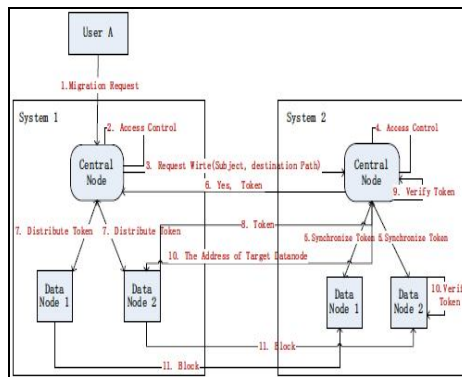 User A
1.Migration Request
System 1
System 2
2. Access Control
4. Access Control
Central
Node
3. Request Wirte(Subject, destination Path)
Central
Node
6. Yes, Token
9. Verify
Token
7. Distribute Token
7. Distribute Token
8. Token
5.Synchronize Token
5.Synchronize Token
10. The Address of Target Datanode
Data
Node 1
Data
Node 2
Data
Node 1
Data
Node 2
10.Verify
Token
11. Block
11. Block